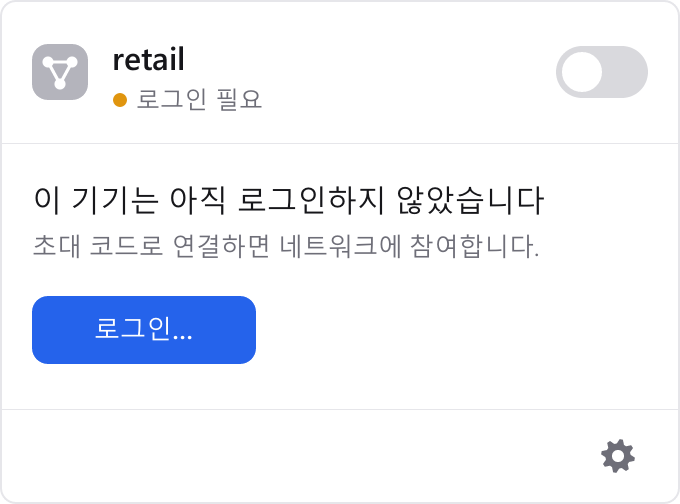 retail
로그인 필요
이 기기는 아직 로그인하지 않았습니다
초대 코드로 연결하면 네트워크에 참여합니다.
로그인...